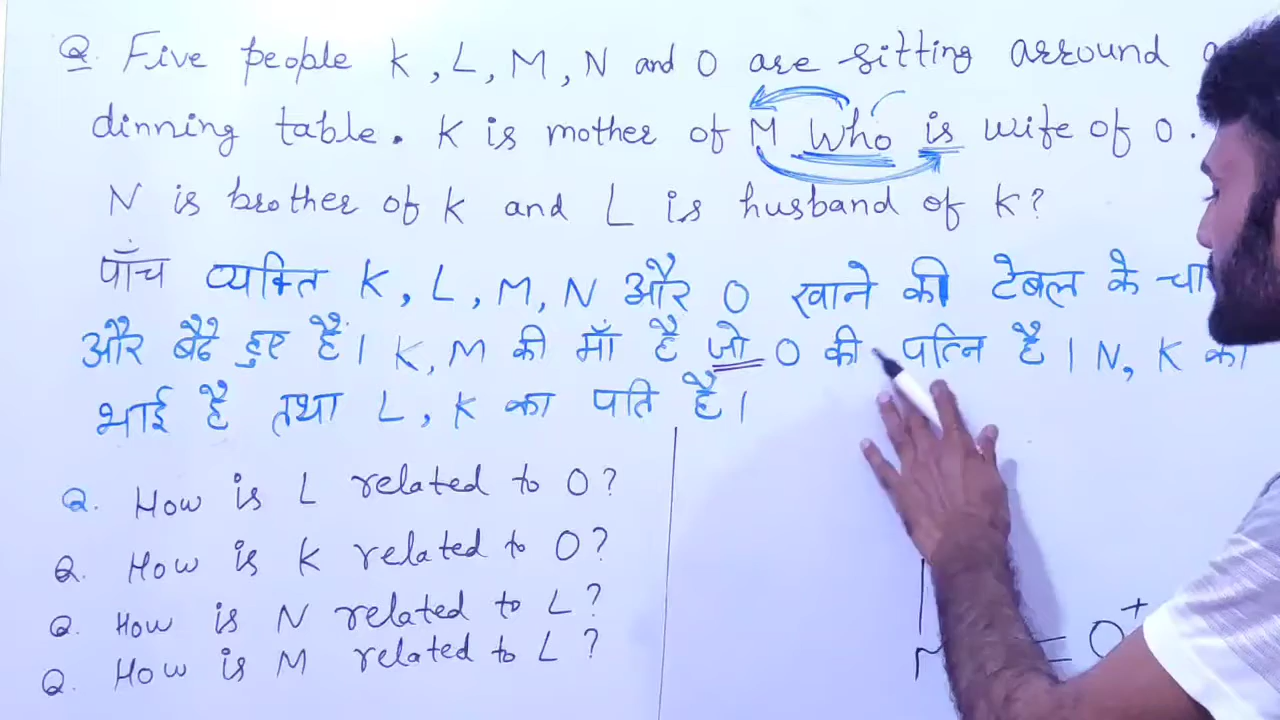 Q. Five people K, L, M, N and O are sitting arround
dinning table. K is mother of M who is wife of O.
N is brother of K and L is husband of K?
पाँच व्यक्ति K, L, M, N और O खाने की टेबल के
और बैठे हुए है। K, M की माँ है जो O की पत्नि है। N, K का
भाई है तथा L, K का पति है।
Q. How is L related to O?
Q. How is K related to O?
Q. How is N related to L?
Q. How is M related to L?
= O+